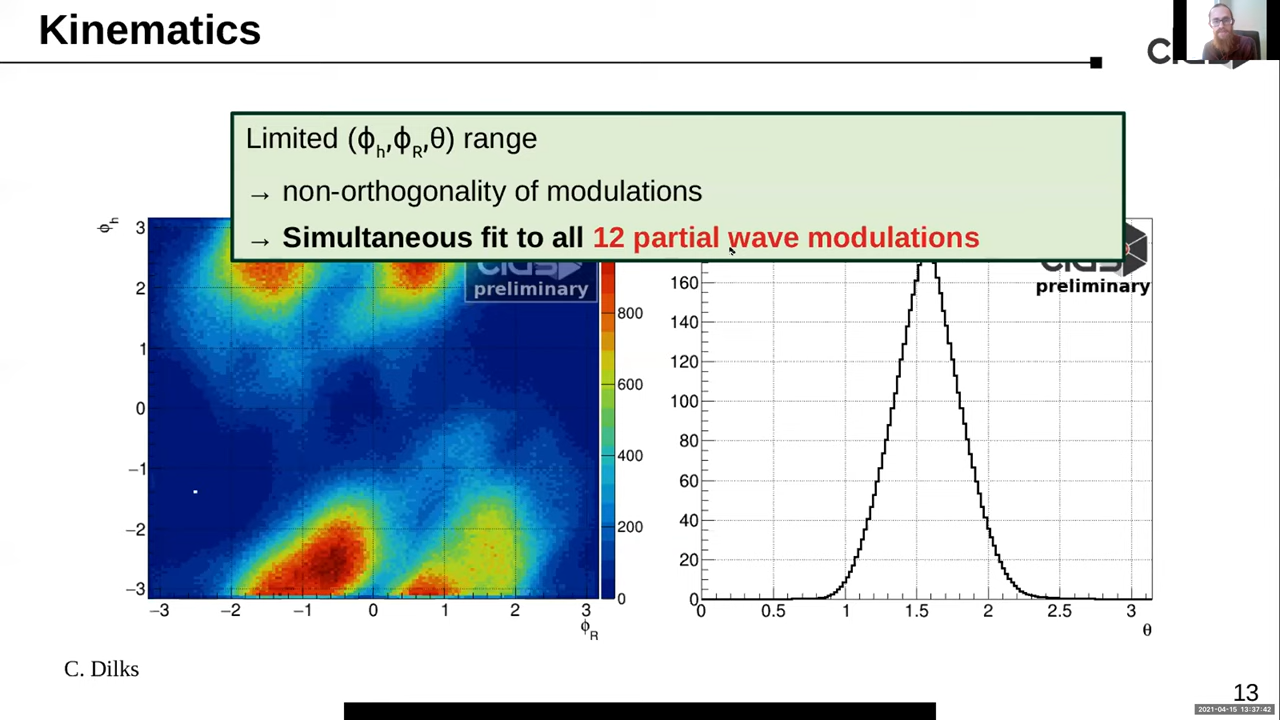 Kinematics
clas
Limited (ϕh,ϕR,θ) range
→ non-orthogonality of modulations
→ Simultaneous fit to all 12 partial wave modulations
ϕh
3
2
1
0
−1
−2
−3
−3 −2 −1 0 1 2 3
ϕR
clas
preliminary
800
600
400
200
0
clas
preliminary
160
140
120
100
80
60
40
20
0
0 0.5 1 1.5 2 2.5 3
θ
C. Dilks
13
2021-04-15 13:37:42